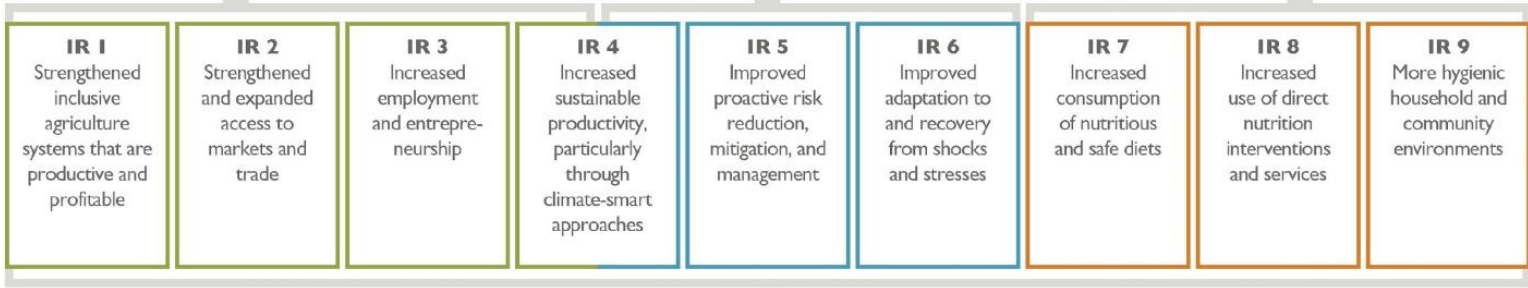 IR 1
Strengthened
inclusive
agriculture
systems that are
productive and
profitable
IR 2
Strengthened
and expanded
access to
markets and
trade
IR 3
Increased
employment
and entrepre-
neurship
IR 4
Increased
sustainable
productivity,
particularly
through
climate-smart
approaches
IR 5
Improved
proactive risk
reduction,
mitigation, and
management
IR 6
Improved
adaptation to
and recovery
from shocks
and stresses
IR 7
Increased
consumption
of nutritious
and safe diets
IR 8
Increased
use of direct
nutrition
interventions
and services
IR 9
More hygienic
household and
community
environments